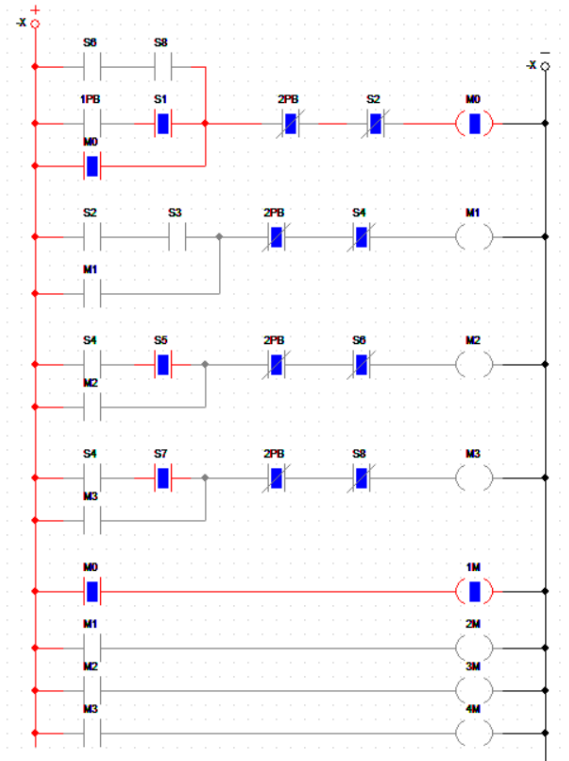 +
-X
−
-X
S6 S8
1PB S1 2PB S2 M0
M0
S2 S3 2PB S4 M1
M1
S4 S5 2PB S6 M2
M2
S4 S7 2PB S8 M3
M3
M0 1M
M1 2M
M2 3M
M3 4M